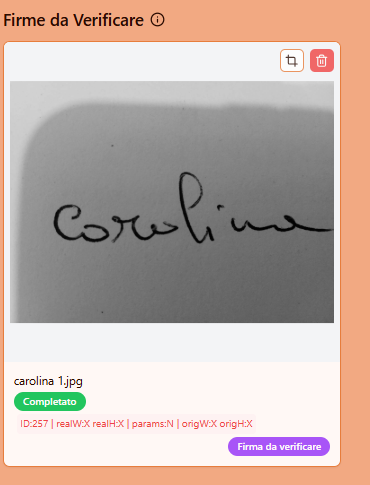 Firme da Verificare
Carolina
carolina 1.jpg
Completato
ID:257 | realW:X realH:X | params:N | origW:X origH:X
Firma da verificare